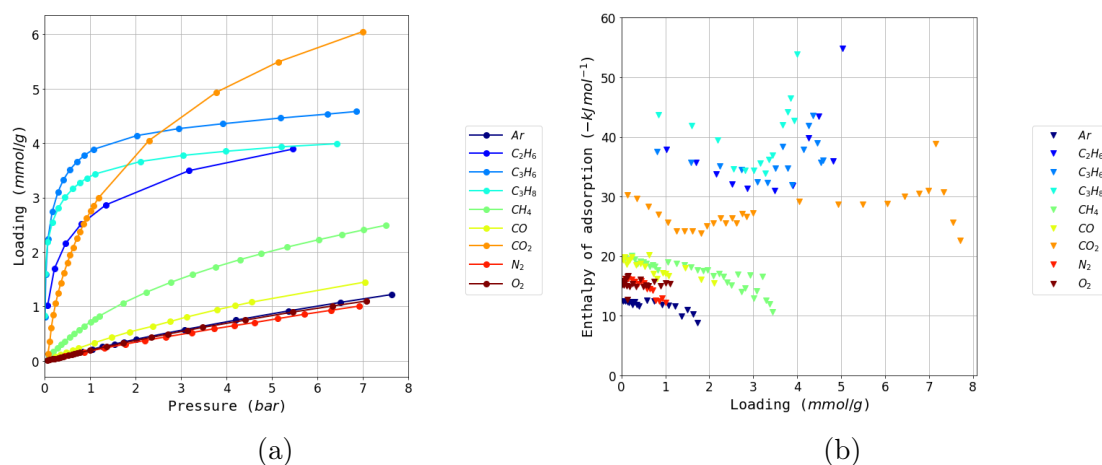 6
5
4
3
2
1
0
Loading (mmol/g)
0 1 2 3 4 5 6 7 8
Pressure (bar)
Ar
C₂H₆
C₃H₆
C₃H₈
CH₄
CO
CO₂
N₂
O₂
(a)
60
50
40
30
20
10
0
Enthalpy of adsorption (−kJ/mol⁻¹)
0 1 2 3 4 5 6 7 8
Loading (mmol/g)
Ar
C₂H₆
C₃H₆
C₃H₈
CH₄
CO
CO₂
N₂
O₂
(b)